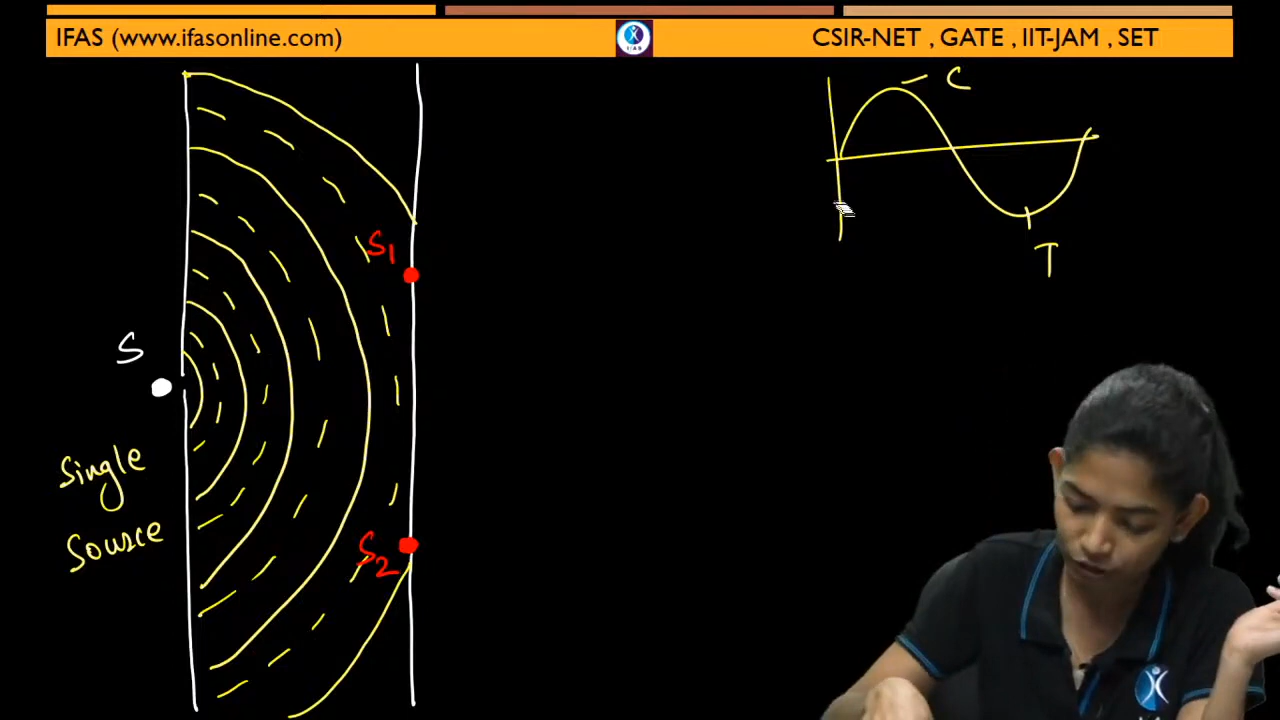 IFAS (www.ifasonline.com)
CSIR-NET , GATE , IIT-JAM , SET
C
T
S1
S
Single
Source
S2